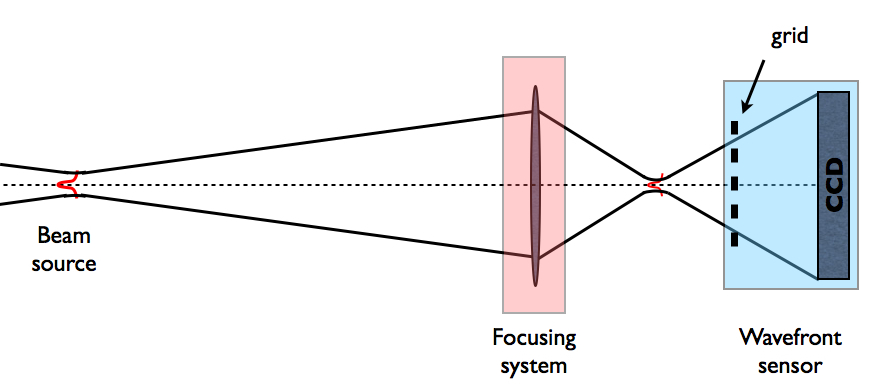 grid
CCD
Beam
source
Focusing
system
Wavefront
sensor